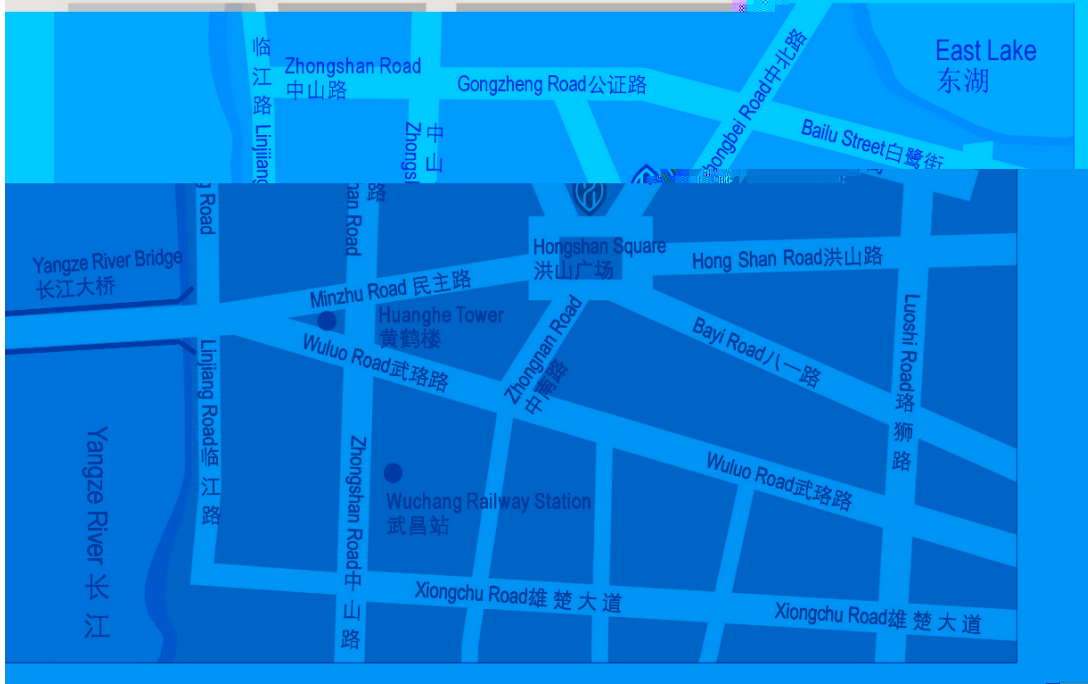 East Lake
东湖
临江路 Linjiang
Zhongshan Road
中山路
Gongzheng Road公证路
hongbei Road中北路
Bailu Street白鹭街
中山
Zhongs
g Road
路
han Road
Yangze River Bridge
长江大桥
Hongshan Square
洪山广场
Hong Shan Road洪山路
Minzhu Road 民主路
Huanghe Tower
黄鹤楼
Wuluo Road武珞路
Zhongnan Road
中南路
Bayi Road八一路
Luoshi Road珞狮路
Linjiang Road临江路
Yangze River 长江
Zhongshan Road中山路
Wuchang Railway Station
武昌站
Wuluo Road武珞路
Xiongchu Road雄楚大道
Xiongchu Road雄楚大道